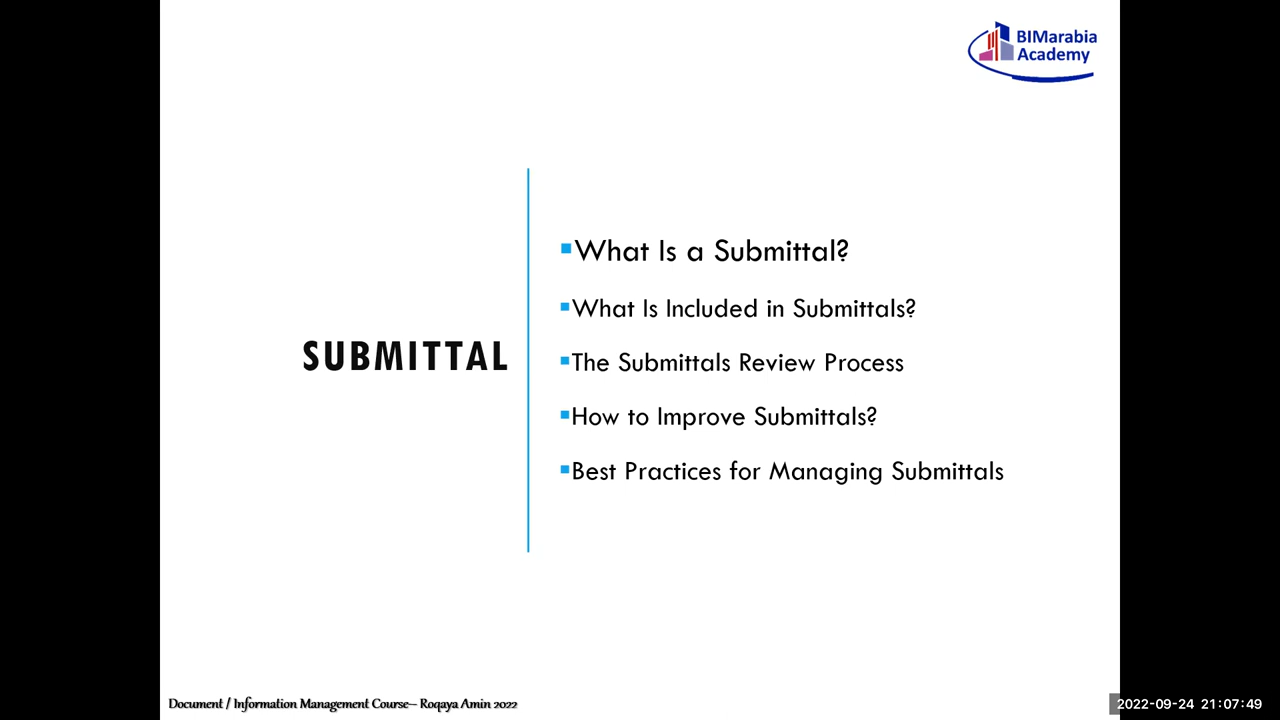 BIMarabia
Academy
SUBMITTAL
▪What Is a Submittal?
▪What Is Included in Submittals?
▪The Submittals Review Process
▪How to Improve Submittals?
▪Best Practices for Managing Submittals
Document / Information Management Course– Roqaya Amin 2022
2022-09-24 21:07:49